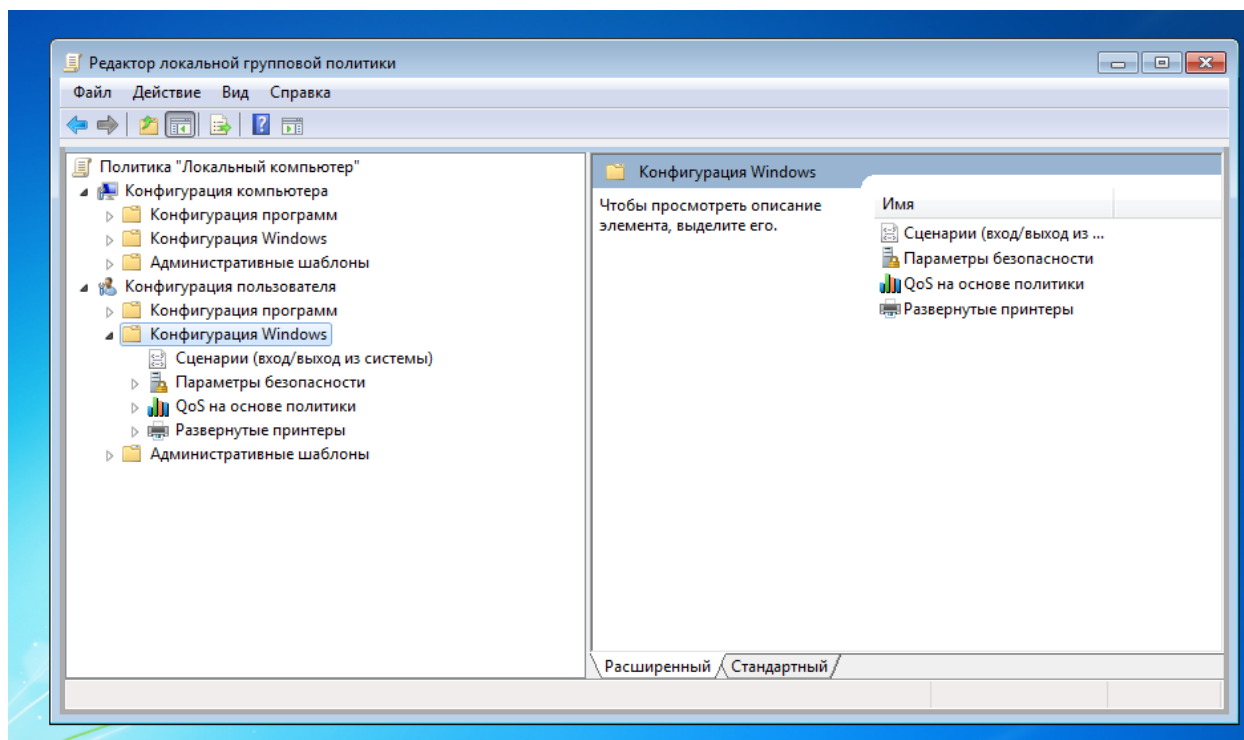 Редактор локальной групповой политики
Файл Действие Вид Справка
Политика "Локальный компьютер"
Конфигурация компьютера
Конфигурация программ
Конфигурация Windows
Административные шаблоны
Конфигурация пользователя
Конфигурация программ
Конфигурация Windows
Сценарии (вход/выход из системы)
Параметры безопасности
QoS на основе политики
Развернутые принтеры
Административные шаблоны
Конфигурация Windows
Чтобы просмотреть описание
элемента, выделите его.
Имя
Сценарии (вход/выход из ...
Параметры безопасности
QoS на основе политики
Развернутые принтеры
Расширенный Стандартный